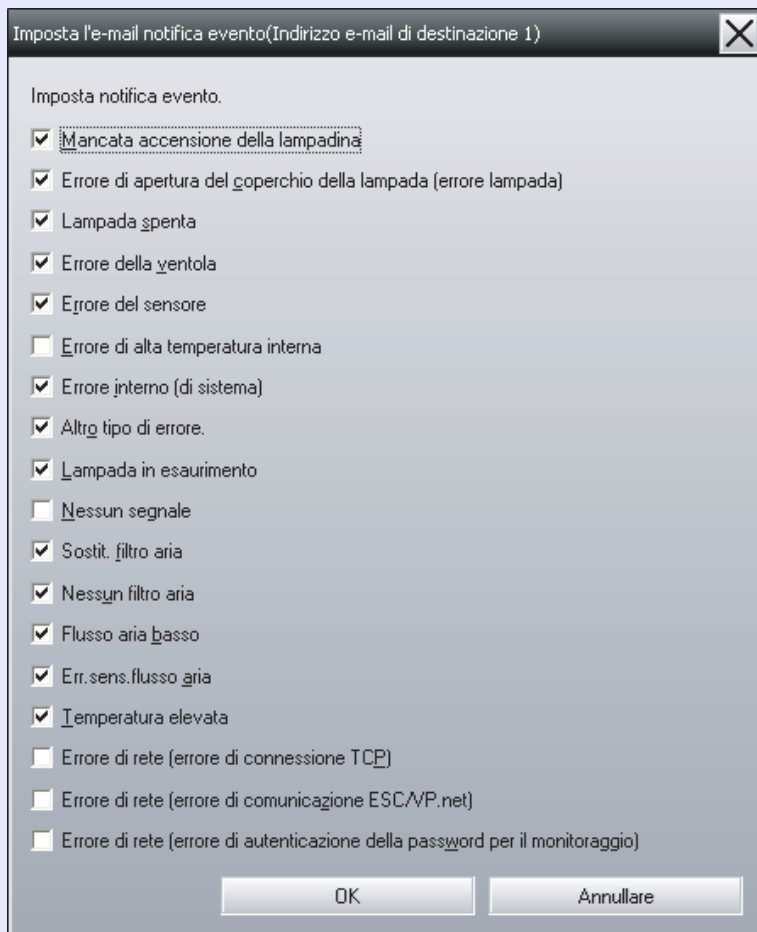 Imposta l'e-mail notifica evento(Indirizzo e-mail di destinazione 1)
Imposta notifica evento.
Mancata accensione della lampadina
Errore di apertura del coperchio della lampada (errore lampada)
Lampada spenta
Errore della ventola
Errore del sensore
Errore di alta temperatura interna
Errore interno (di sistema)
Altro tipo di errore.
Lampada in esaurimento
Nessun segnale
Sostit. filtro aria
Nessun filtro aria
Flusso aria basso
Err.sens.flusso aria
Temperatura elevata
Errore di rete (errore di connessione TCP)
Errore di rete (errore di comunicazione ESC/VP.net)
Errore di rete (errore di autenticazione della password per il monitoraggio)
OK Annullare